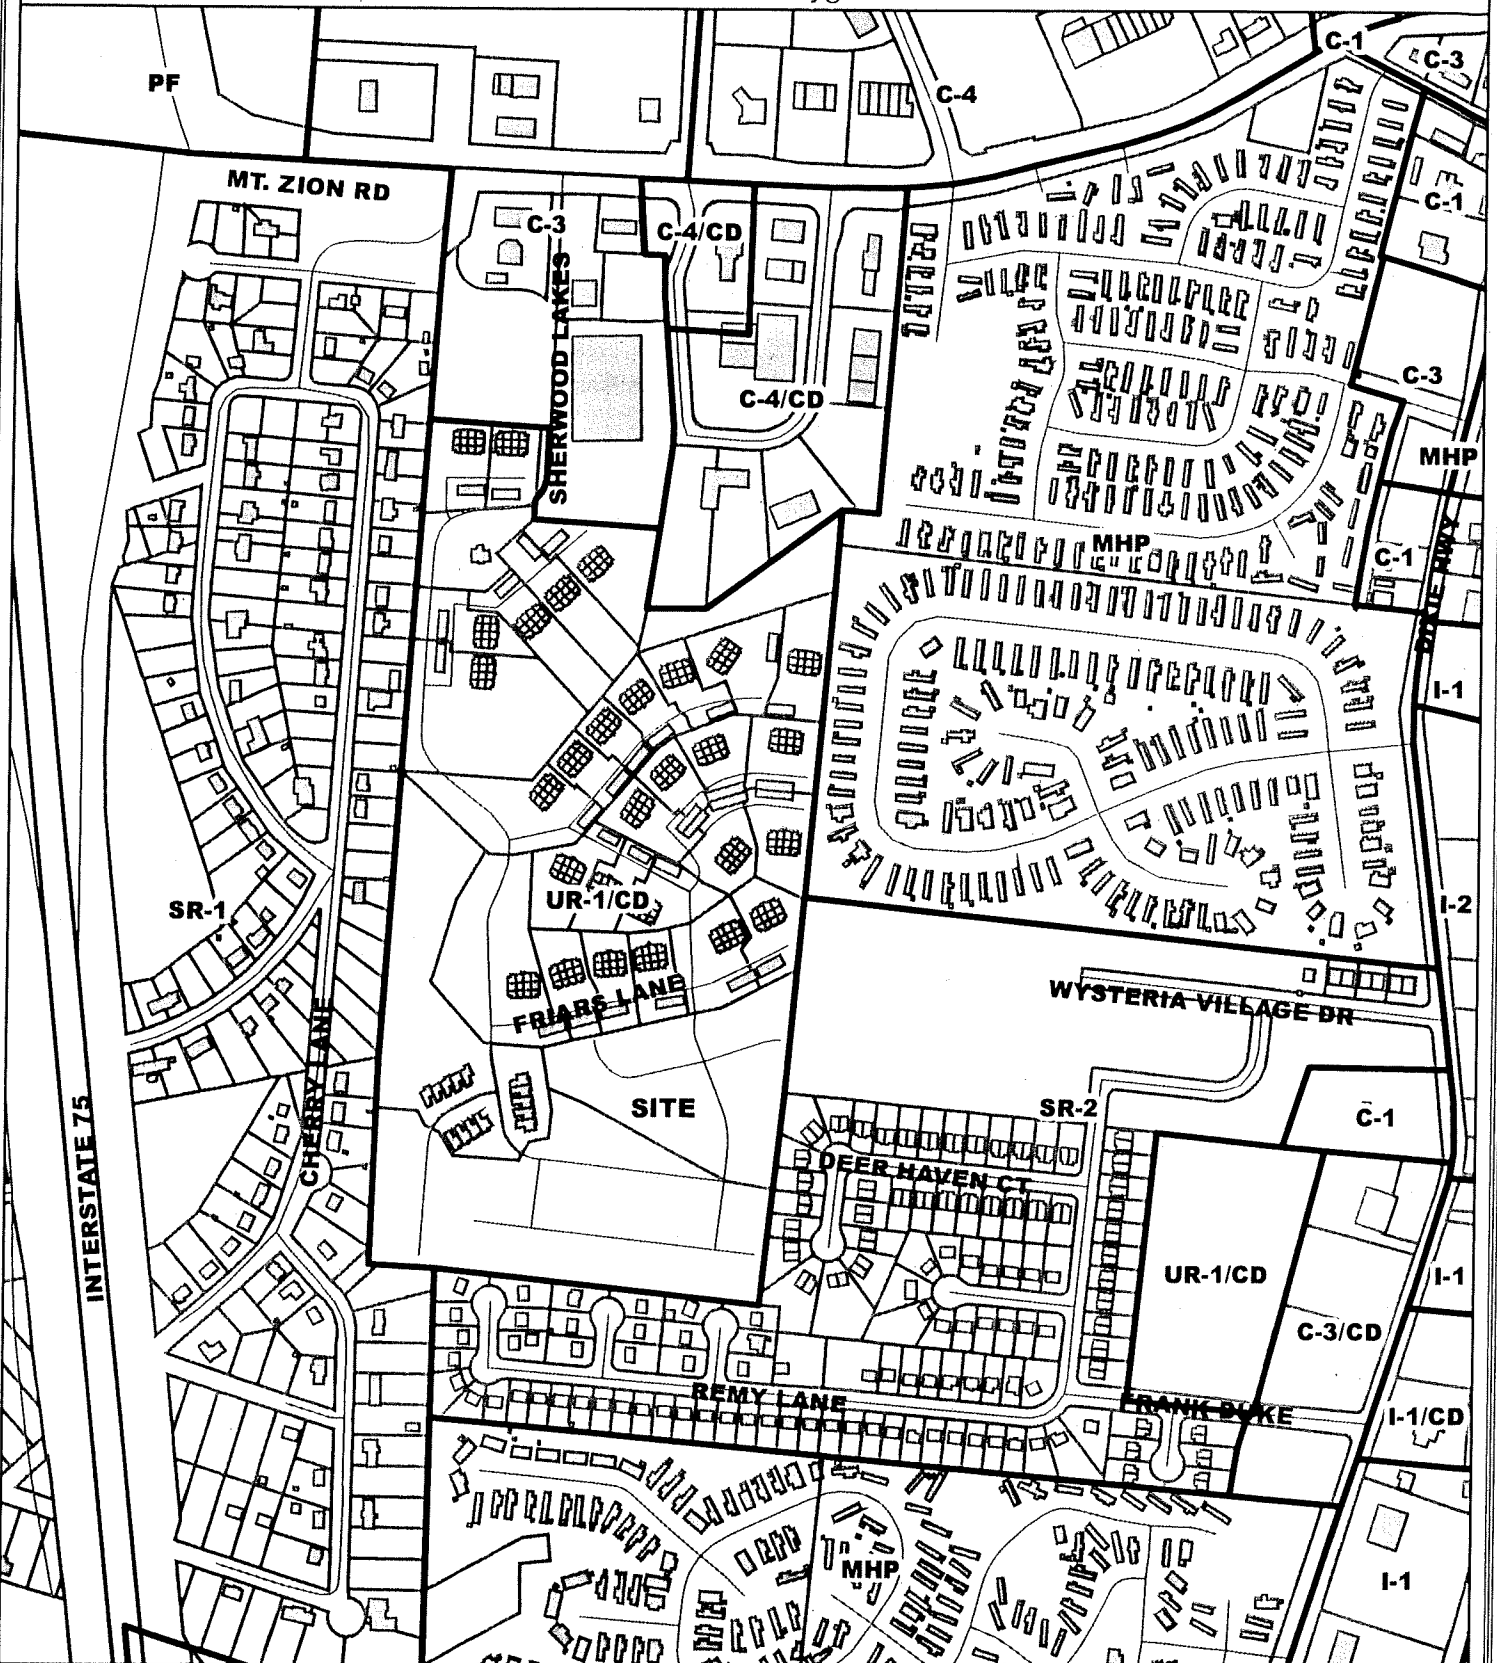 C-1
C-3
PF
C-4
MT. ZION RD
C-1
C-3
C-4/CD
SHERWOOD LAKES
C-3
C-4/CD
MHP
MHP
C-1
DIXIE HWY
I-1
SR-1
UR-1/CD
I-2
FRIARS LANE
WYSTERIA VILLAGE DR
CHERRY LANE
SITE
SR-2
C-1
INTERSTATE 75
DEER HAVEN CT
UR-1/CD
I-1
C-3/CD
REMY LANE
FRANK DUKE
I-1/CD
MHP
I-1